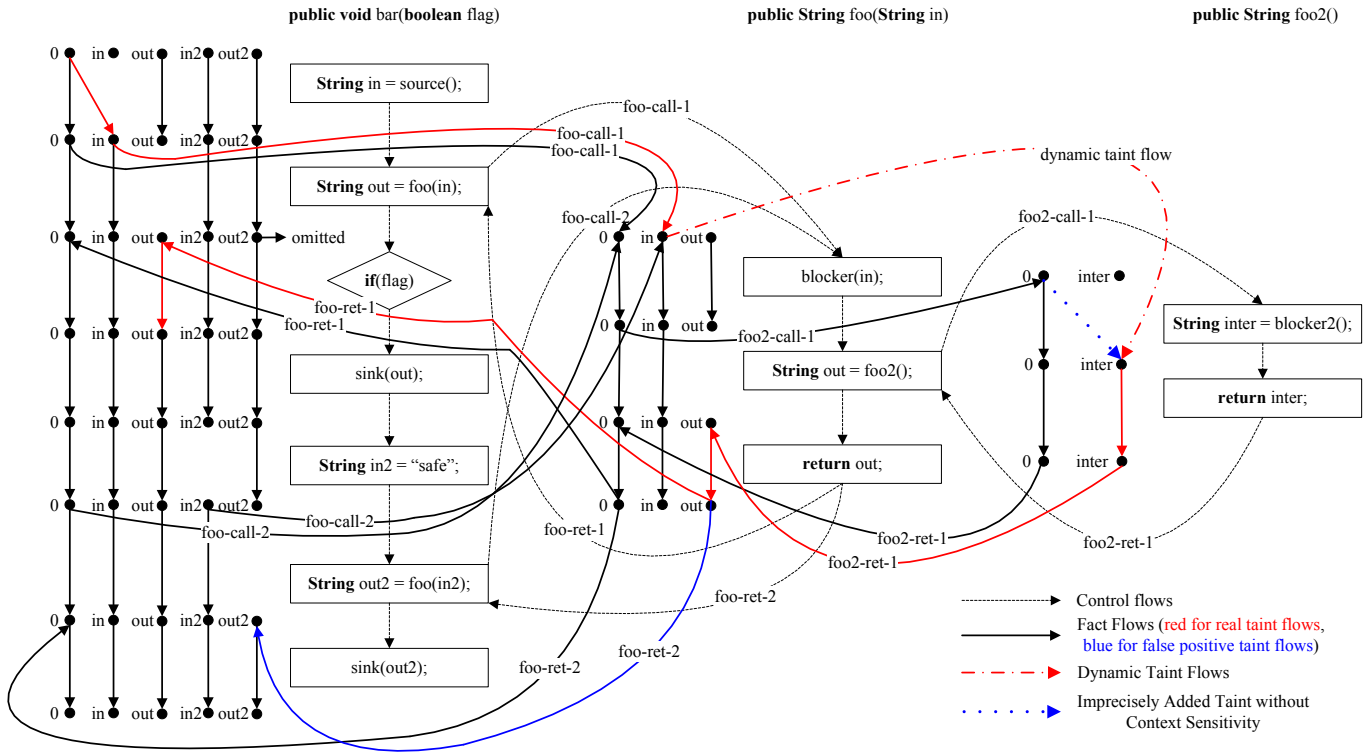 public void bar(boolean flag)
public String foo(String in)
public String foo2()
0 in out in2 out2
String in = source();
foo-call-1
0 in out in2 out2
foo-call-1
foo-call-1
dynamic taint flow
String out = foo(in);
foo-call-2
foo2-call-1
0 in out in2 out2
omitted
0 in out
blocker(in);
0 inter
if(flag)
foo-ret-1
foo-ret-1
0 in out in2 out2
0 in out
foo2-call-1
String inter = blocker2();
sink(out);
String out = foo2();
0 inter
return inter;
0 in out in2 out2
0 in out
String in2 = “safe”;
return out;
0 inter
0 in out in2 out2
0 in out
foo-call-2
foo-call-2
foo-ret-1
foo2-ret-1
foo2-ret-1
foo2-ret-1
String out2 = foo(in2);
foo-ret-2
0 in out in2 out2
sink(out2);
foo-ret-2
foo-ret-2
0 in out in2 out2
Control flows
Fact Flows (red for real taint flows,
blue for false positive taint flows)
Dynamic Taint Flows
Imprecisely Added Taint without
Context Sensitivity